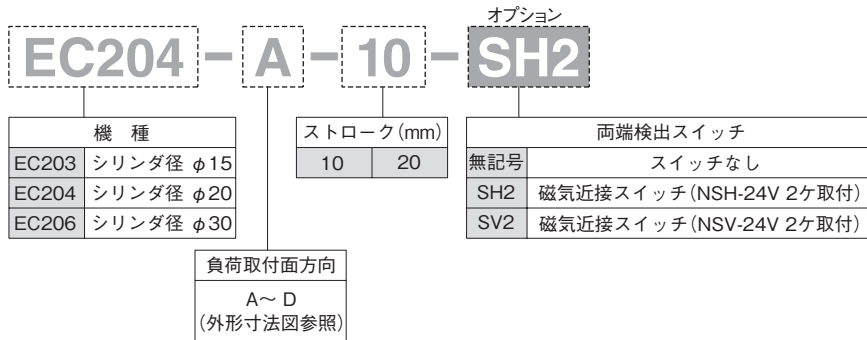 オプション
EC204-A-10-SH2
機 種
EC203 シリンダ径 φ15
EC204 シリンダ径 φ20
EC206 シリンダ径 φ30
ストローク(mm)
10 20
両端検出スイッチ
無記号 スイッチなし
SH2 磁気近接スイッチ(NSH-24V 2ケ取付)
SV2 磁気近接スイッチ(NSV-24V 2ケ取付)
負荷取付面方向
A～ D
(外形寸法図参照)